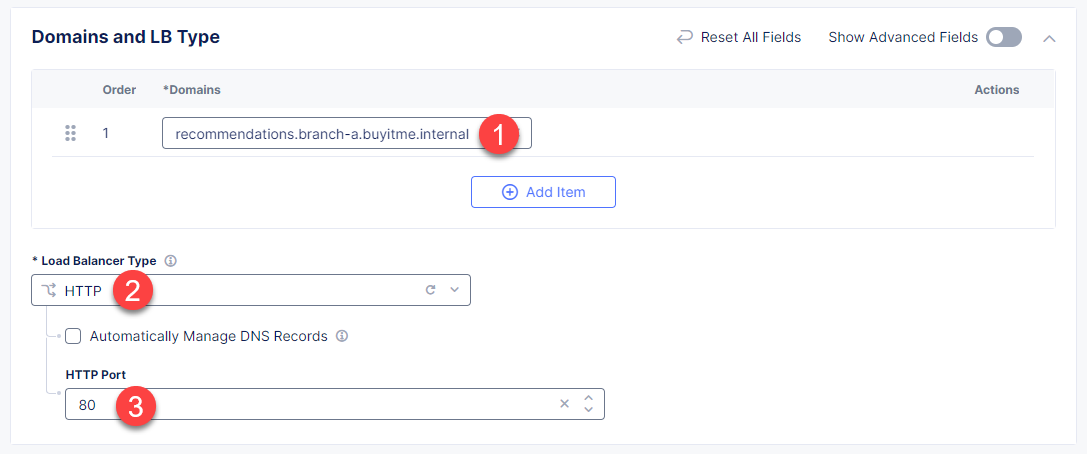 Domains and LB Type
Reset All Fields
Show Advanced Fields
Order
*Domains
Actions
1
recommendations.branch-a.buyitme.internal
1
Add Item
* Load Balancer Type
HTTP
2
Automatically Manage DNS Records
HTTP Port
80
3